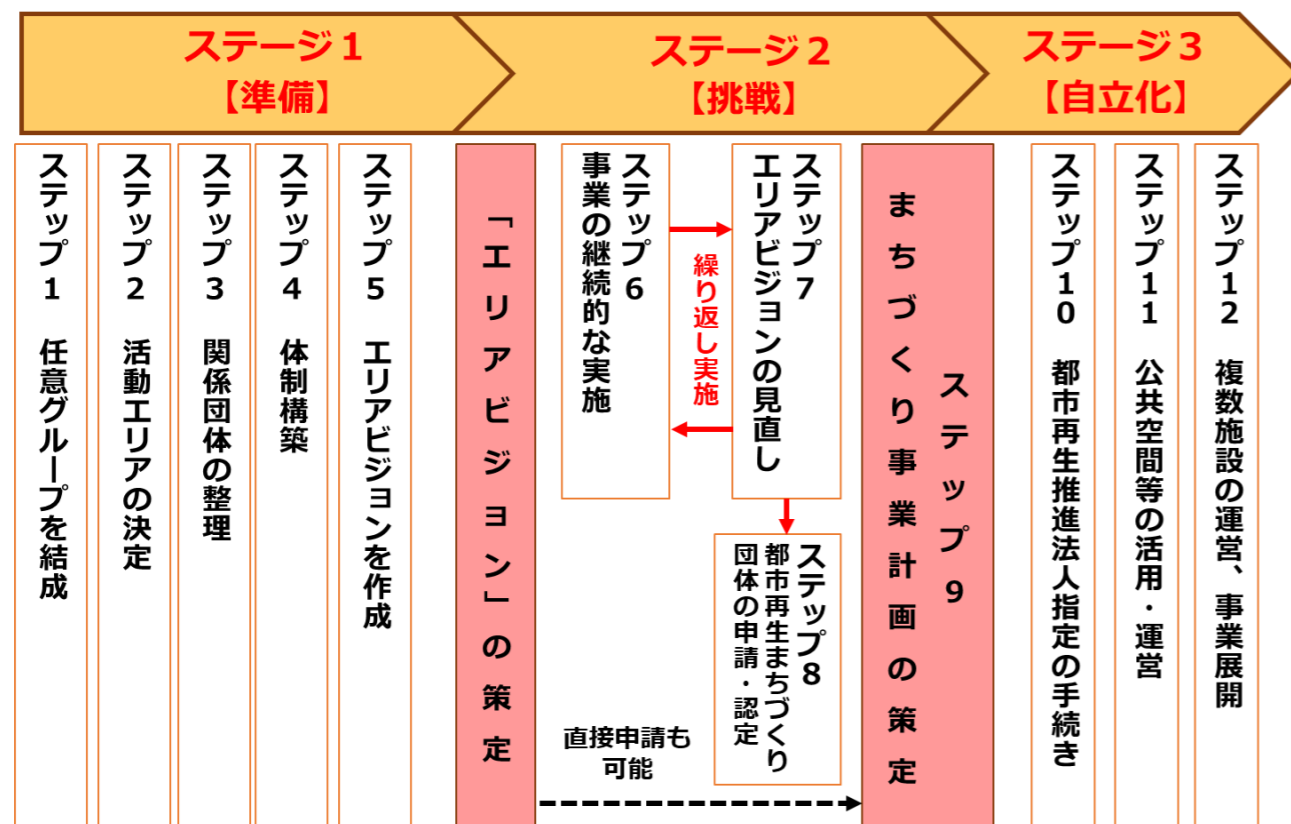 ステージ１
【準備】
ステージ２
【挑戦】
ステージ３
【自立化】
ステップ1　任意グループを結成
ステップ2　活動エリアの決定
ステップ3　関係団体の整理
ステップ4　体制構築
ステップ5　エリアビジョンを作成
「エリアビジョン」の策定
ステップ6
事業の継続的な実施
繰り返し実施
ステップ7
エリアビジョンの見直し
ステップ8
都市再生まちづくり
団体の申請・認定
直接申請も
可能
ステップ9
まちづくり事業計画の策定
ステップ10　都市再生推進法人指定の手続き
ステップ11　公共空間等の活用・運営
ステップ12　複数施設の運営、事業展開